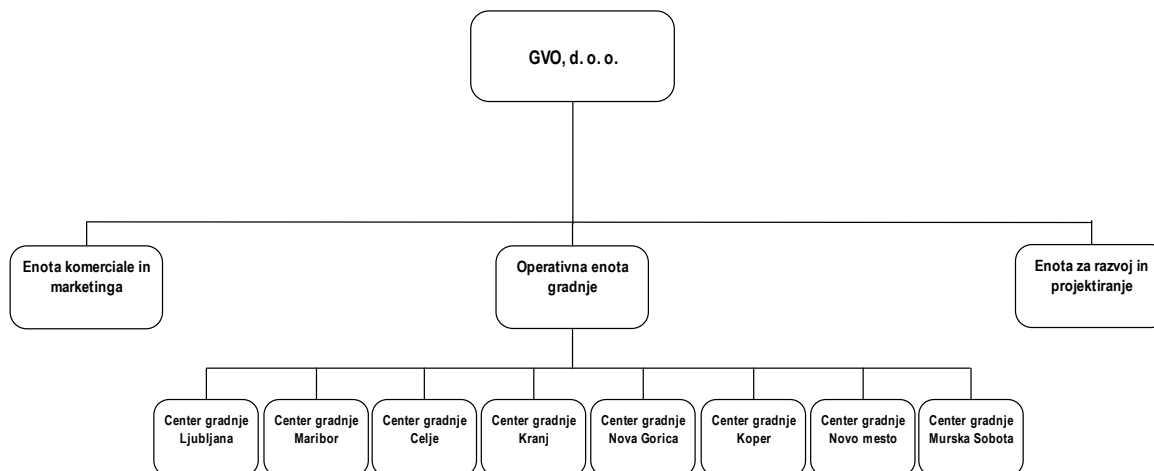 GVO, d. o. o.
Enota komerciale in
marketinga
Operativna enota
gradnje
Enota za razvoj in
projektiranje
Center gradnje
Ljubljana
Center gradnje
Maribor
Center gradnje
Celje
Center gradnje
Kranj
Center gradnje
Nova Gorica
Center gradnje
Koper
Center gradnje
Novo mesto
Center gradnje
Murska Sobota